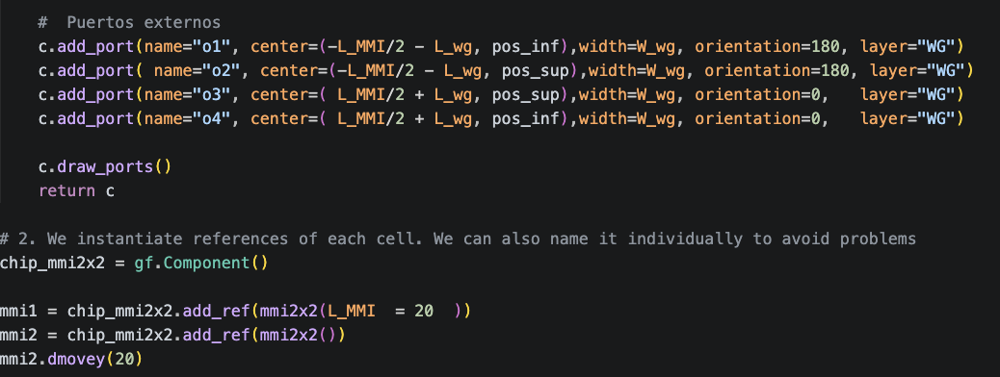 #  Puertos externos
c.add_port(name="o1", center=(-L_MMI/2 - L_wg, pos_inf),width=W_wg, orientation=180, layer="WG")
c.add_port( name="o2", center=(-L_MMI/2 - L_wg, pos_sup),width=W_wg, orientation=180, layer="WG")
c.add_port(name="o3", center=( L_MMI/2 + L_wg, pos_sup),width=W_wg, orientation=0,   layer="WG")
c.add_port(name="o4", center=( L_MMI/2 + L_wg, pos_inf),width=W_wg, orientation=0,   layer="WG")
c.draw_ports()
return c
# 2. We instantiate references of each cell. We can also name it individually to avoid problems
chip_mmi2x2 = gf.Component()
mmi1 = chip_mmi2x2.add_ref(mmi2x2(L_MMI  = 20  ))
mmi2 = chip_mmi2x2.add_ref(mmi2x2())
mmi2.dmovey(20)